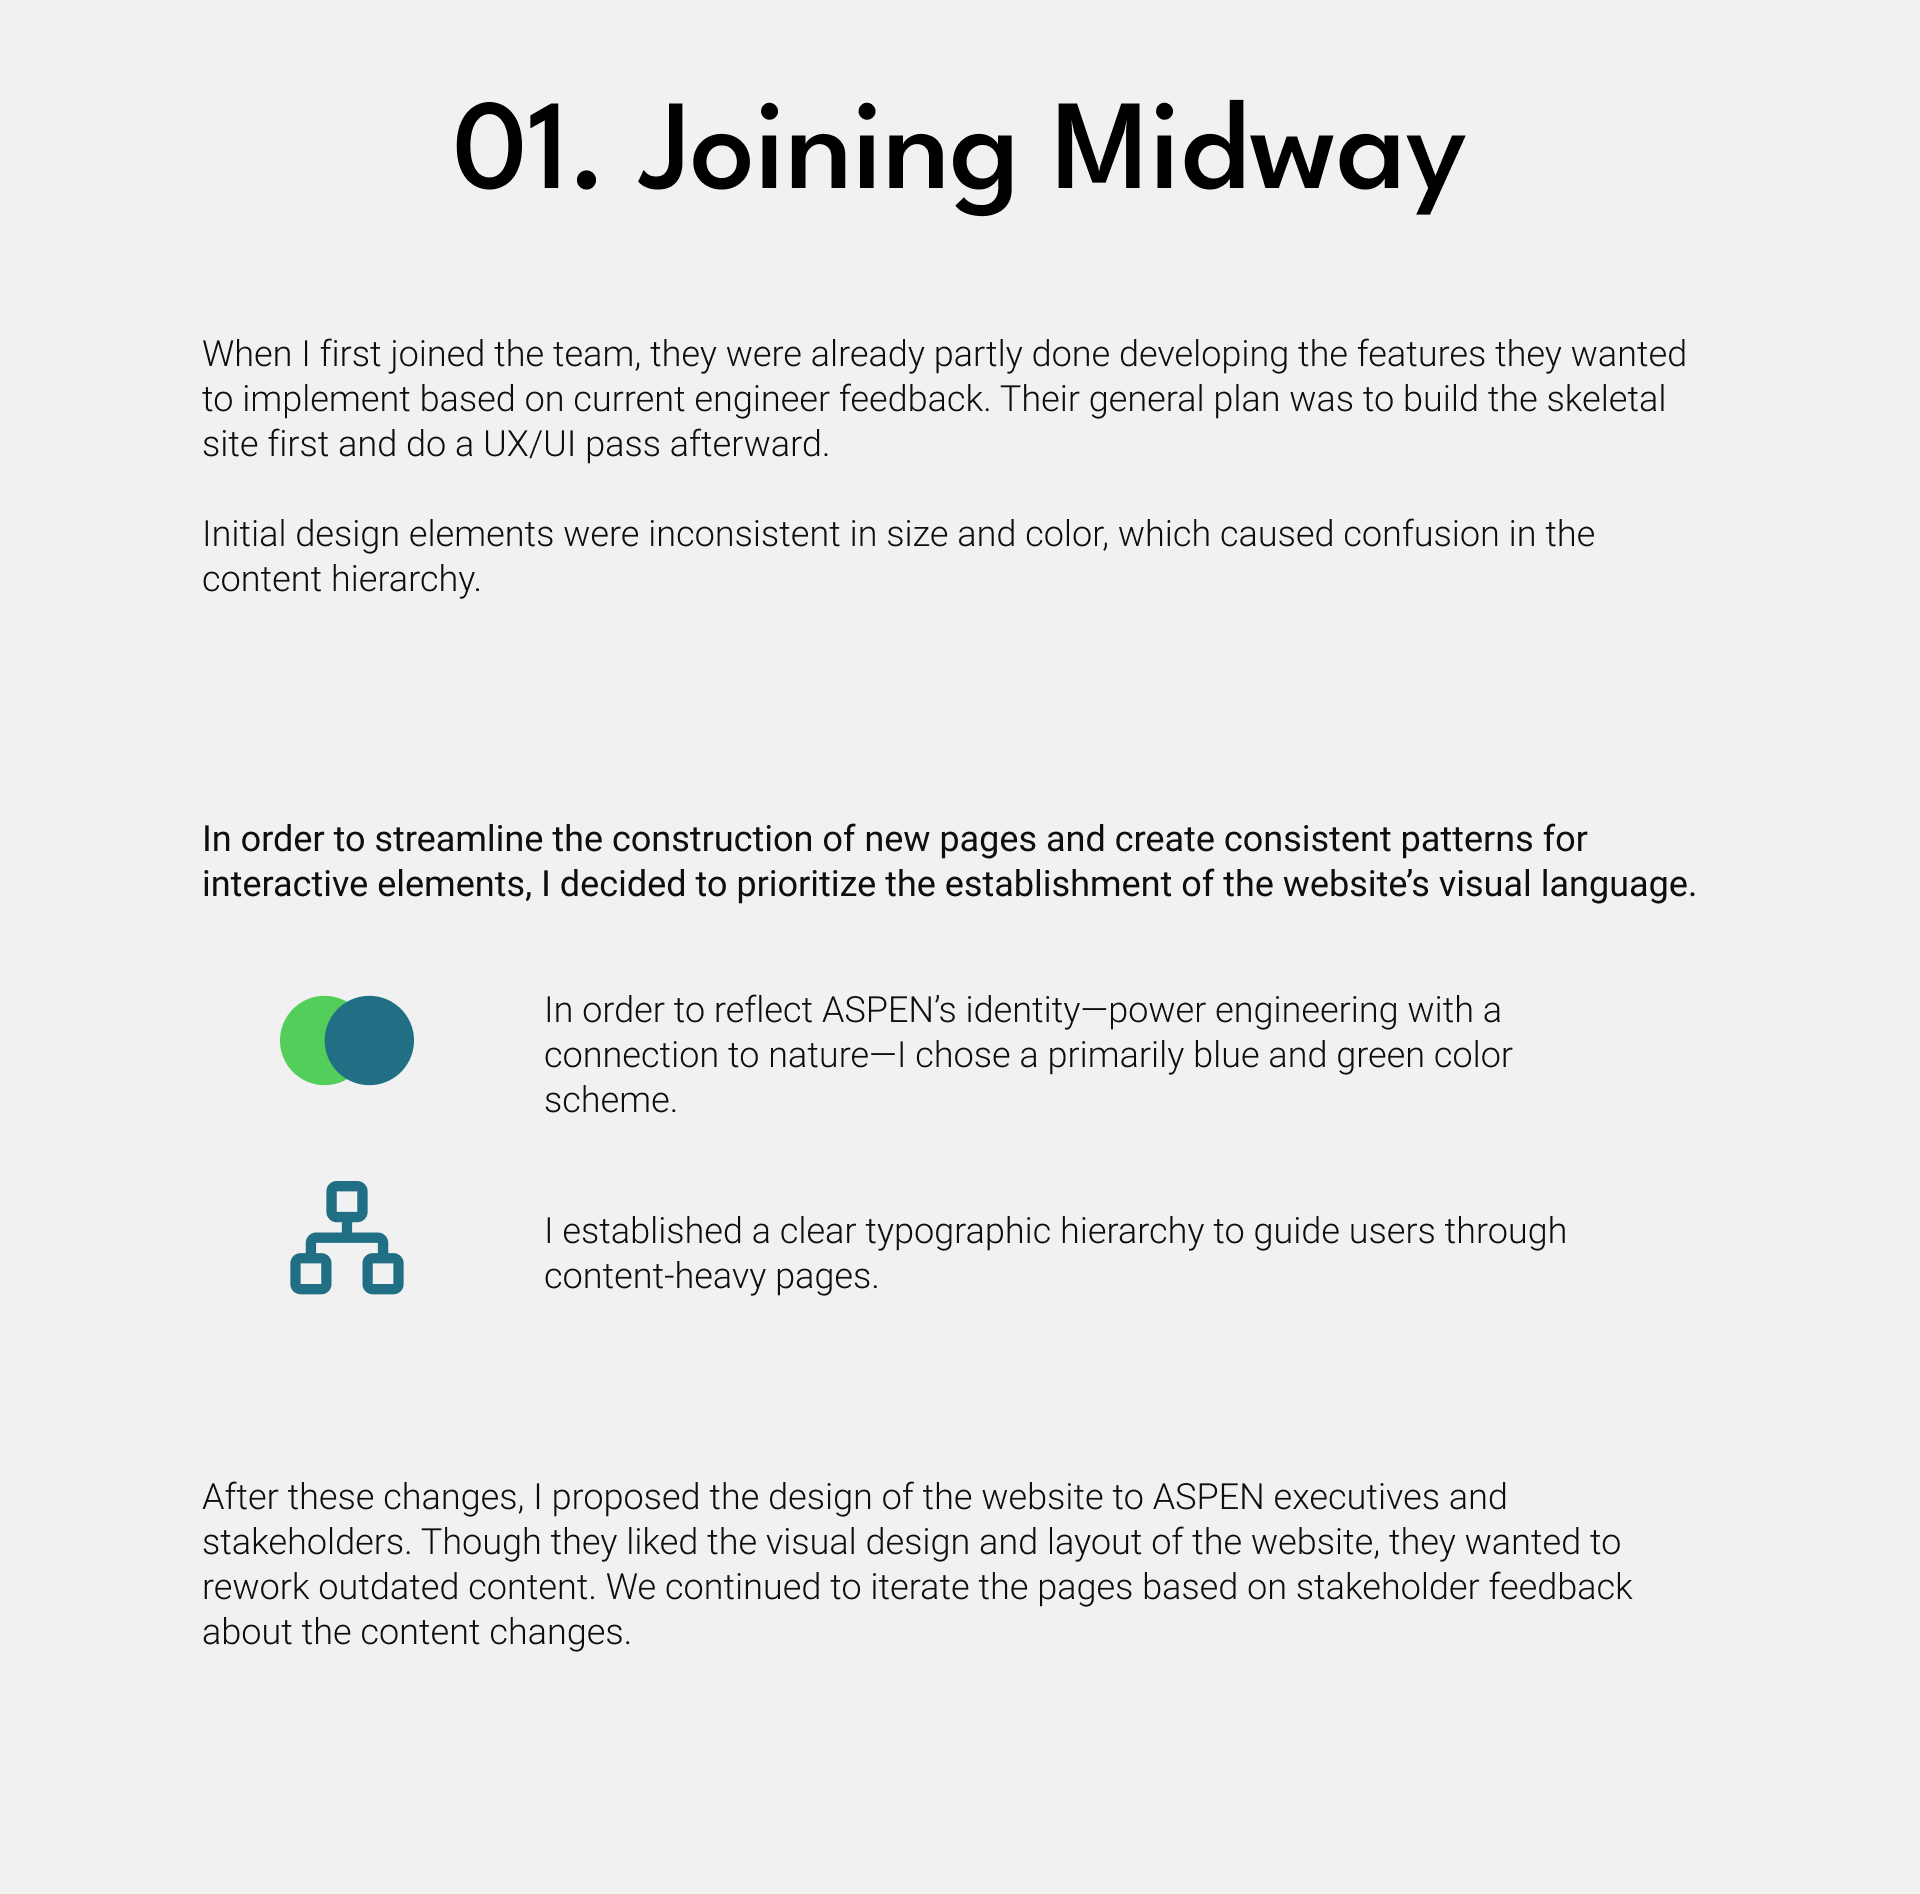 01. Joining Midway
When I first joined the team, they were already partly done developing the features they wanted
to implement based on current engineer feedback. Their general plan was to build the skeletal
site first and do a UX/UI pass afterward.
Initial design elements were inconsistent in size and color, which caused confusion in the
content hierarchy.
In order to streamline the construction of new pages and create consistent patterns for
interactive elements, I decided to prioritize the establishment of the website’s visual language.
In order to reflect ASPEN’s identity—power engineering with a
connection to nature—I chose a primarily blue and green color
scheme.
I established a clear typographic hierarchy to guide users through
content-heavy pages.
After these changes, I proposed the design of the website to ASPEN executives and
stakeholders. Though they liked the visual design and layout of the website, they wanted to
rework outdated content. We continued to iterate the pages based on stakeholder feedback
about the content changes.